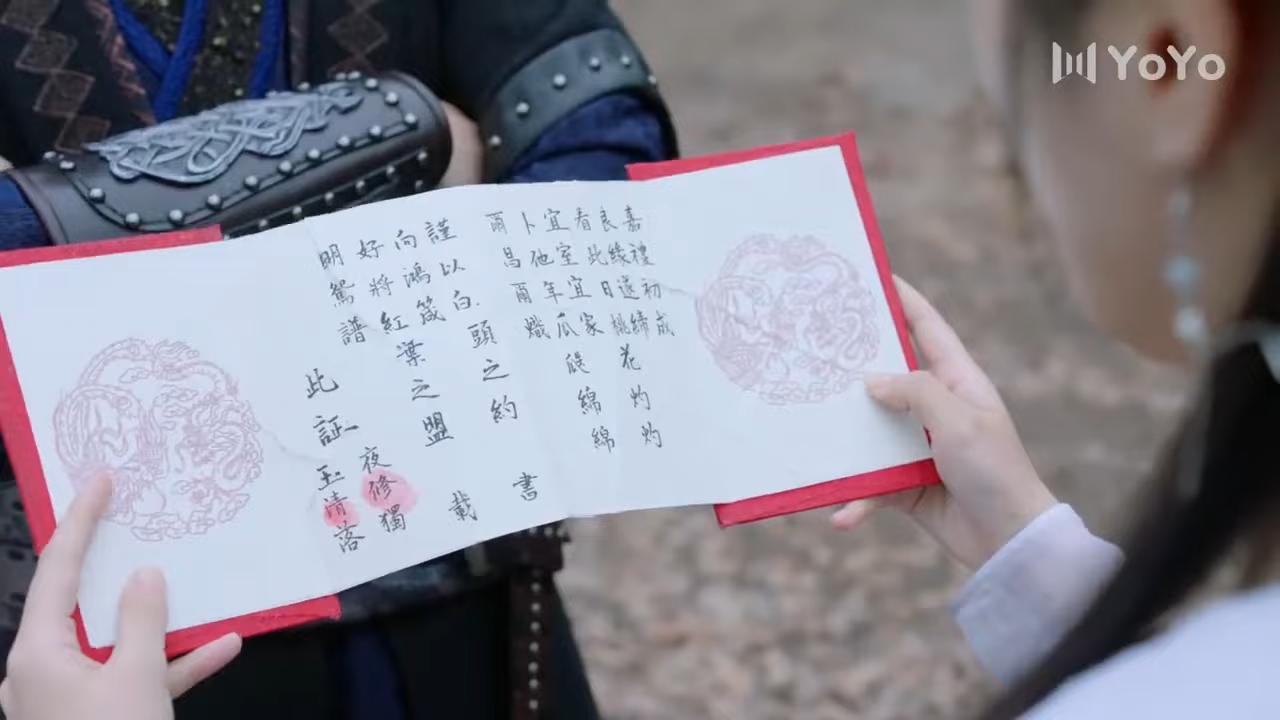 嘉禮初成
良緣遂締
看此日桃花灼灼
宜室宜家
卜他年瓜瓞綿綿
爾昌爾熾
謹以白頭之約書
向鴻箋
好將紅葉之盟載
明鴛譜
此証
夜修獨
玉清落
YoYo